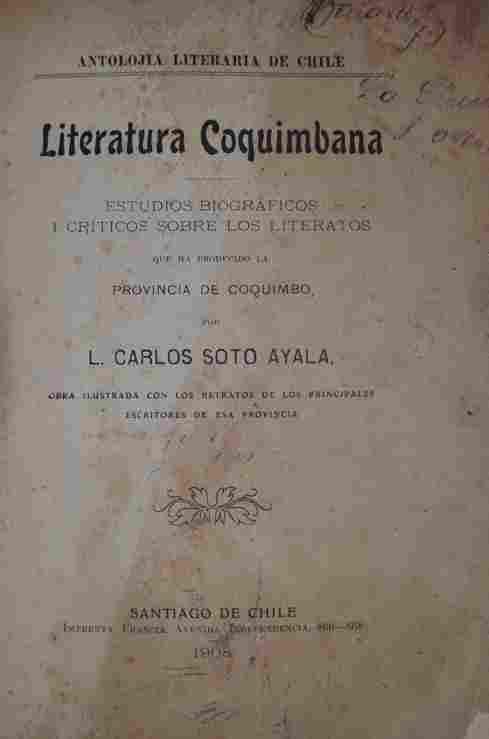 ANTOLOJIA LITERARIA DE CHILE
Literatura Coquimbana
ESTUDIOS BIOGRÁFICOS
I CRÍTICOS SOBRE LOS LITERATOS
QUE HA PRODUCIDO LA
PROVINCIA DE COQUIMBO,
POR
L. CARLOS SOTO AYALA,
OBRA ILUSTRADA CON LOS RETRATOS DE LOS PRINCIPALES
ESCRITORES DE ESA PROVINCIA
SANTIAGO DE CHILE
IMPRENTA FRANCIA, AVENIDA INDEPENDENCIA,
1908